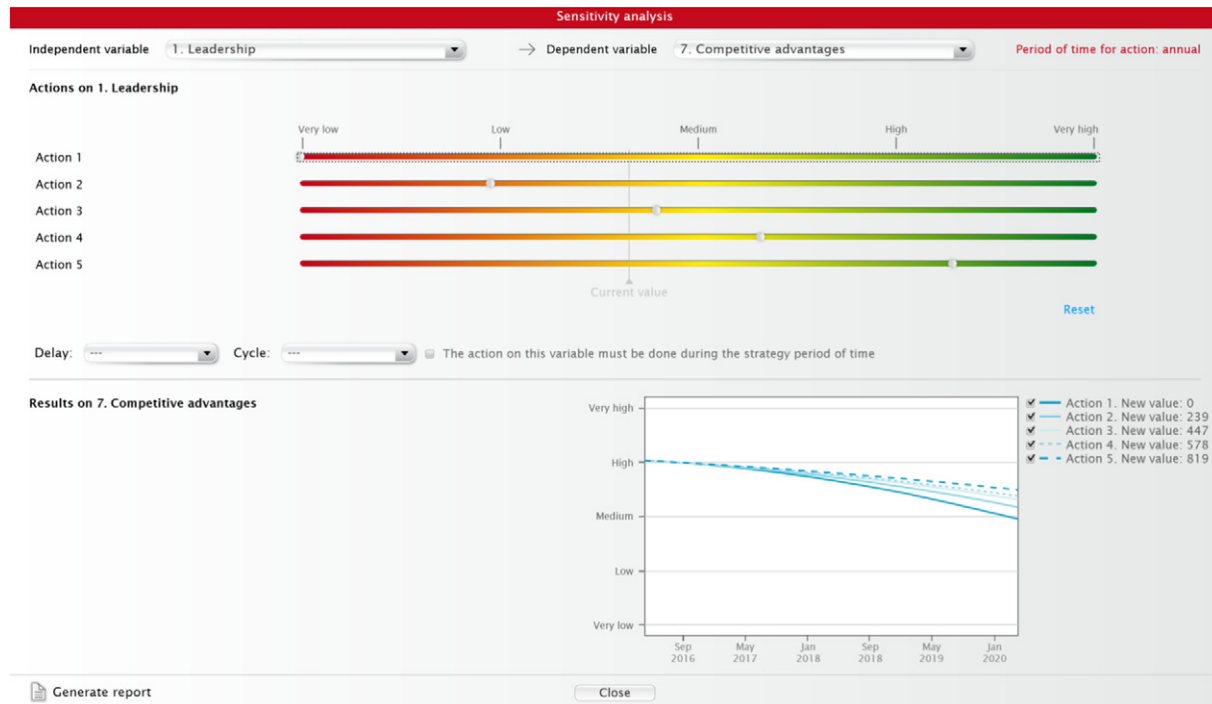 Sensitivity analysis
Independent variable 1. Leadership → Dependent variable 7. Competitive advantages Period of time for action: annual
Actions on 1. Leadership
Very low Low Medium High Very high
Action 1
Action 2
Action 3
Action 4
Action 5
Current value
Reset
Delay: --- Cycle: --- The action on this variable must be done during the strategy period of time
Results on 7. Competitive advantages
Very high
High
Medium
Low
Very low
Sep 2016
May 2017
Jan 2018
Sep 2018
May 2019
Jan 2020
Action 1. New value: 0
Action 2. New value: 239
Action 3. New value: 447
Action 4. New value: 578
Action 5. New value: 819
Generate report
Close